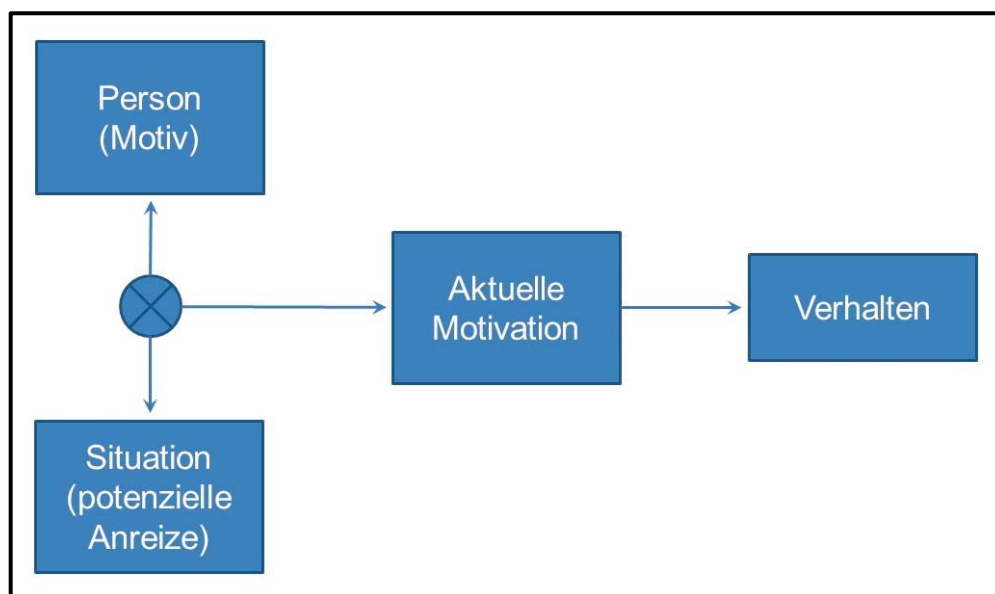 Person
(Motiv)
Aktuelle
Motivation
Verhalten
Situation
(potenzielle
Anreize)